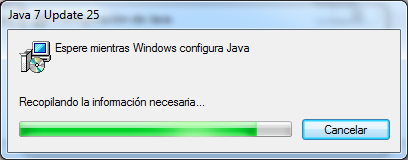 Java 7 Update 25
Espere mientras Windows configura Java
Recopilando la información necesaria...
Cancelar